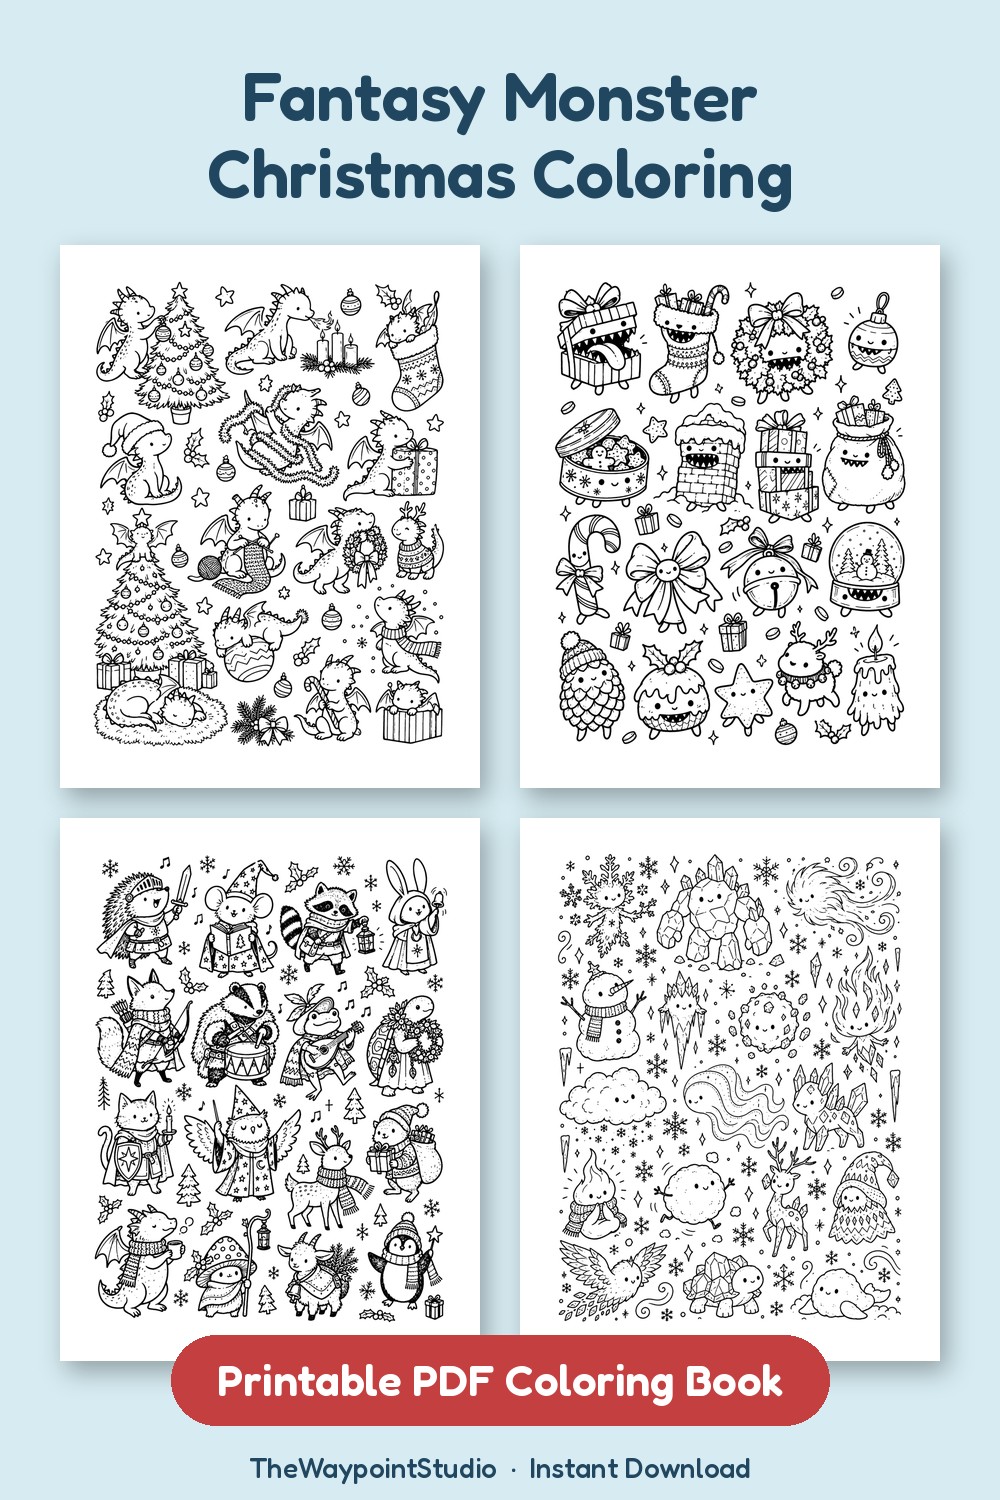 Fantasy Monster
Christmas Coloring
Printable PDF Coloring Book
TheWaypointStudio · Instant Download